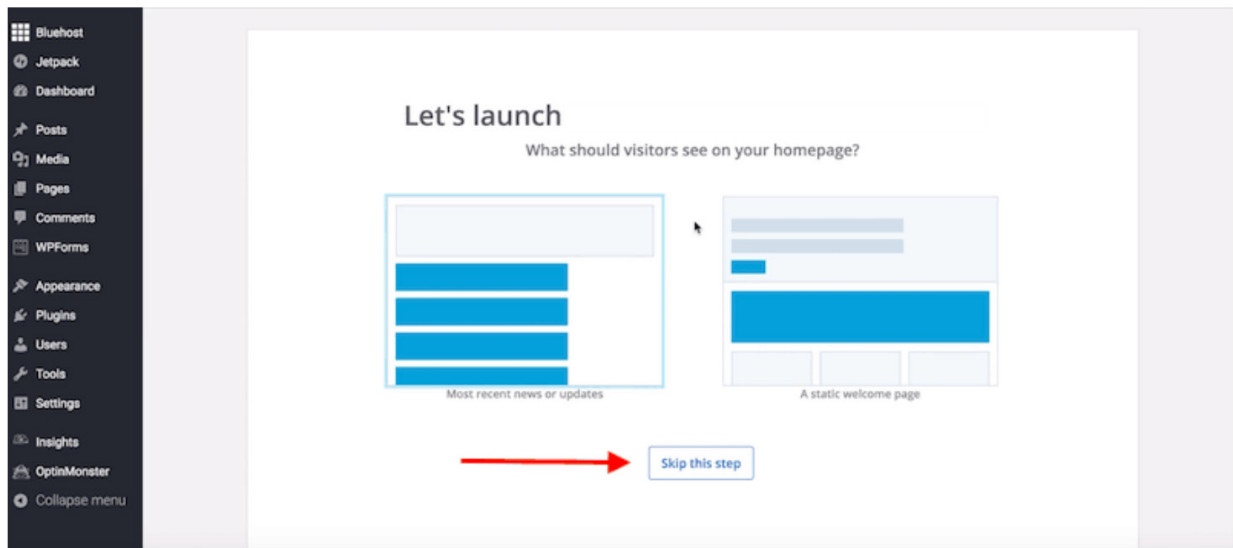 Bluehost
Jetpack
Dashboard
Posts
Media
Pages
Comments
WPForms
Appearance
Plugins
Users
Tools
Settings
Insights
OptinMonster
Collapse menu
Let's launch
What should visitors see on your homepage?
Most recent news or updates
A static welcome page
Skip this step